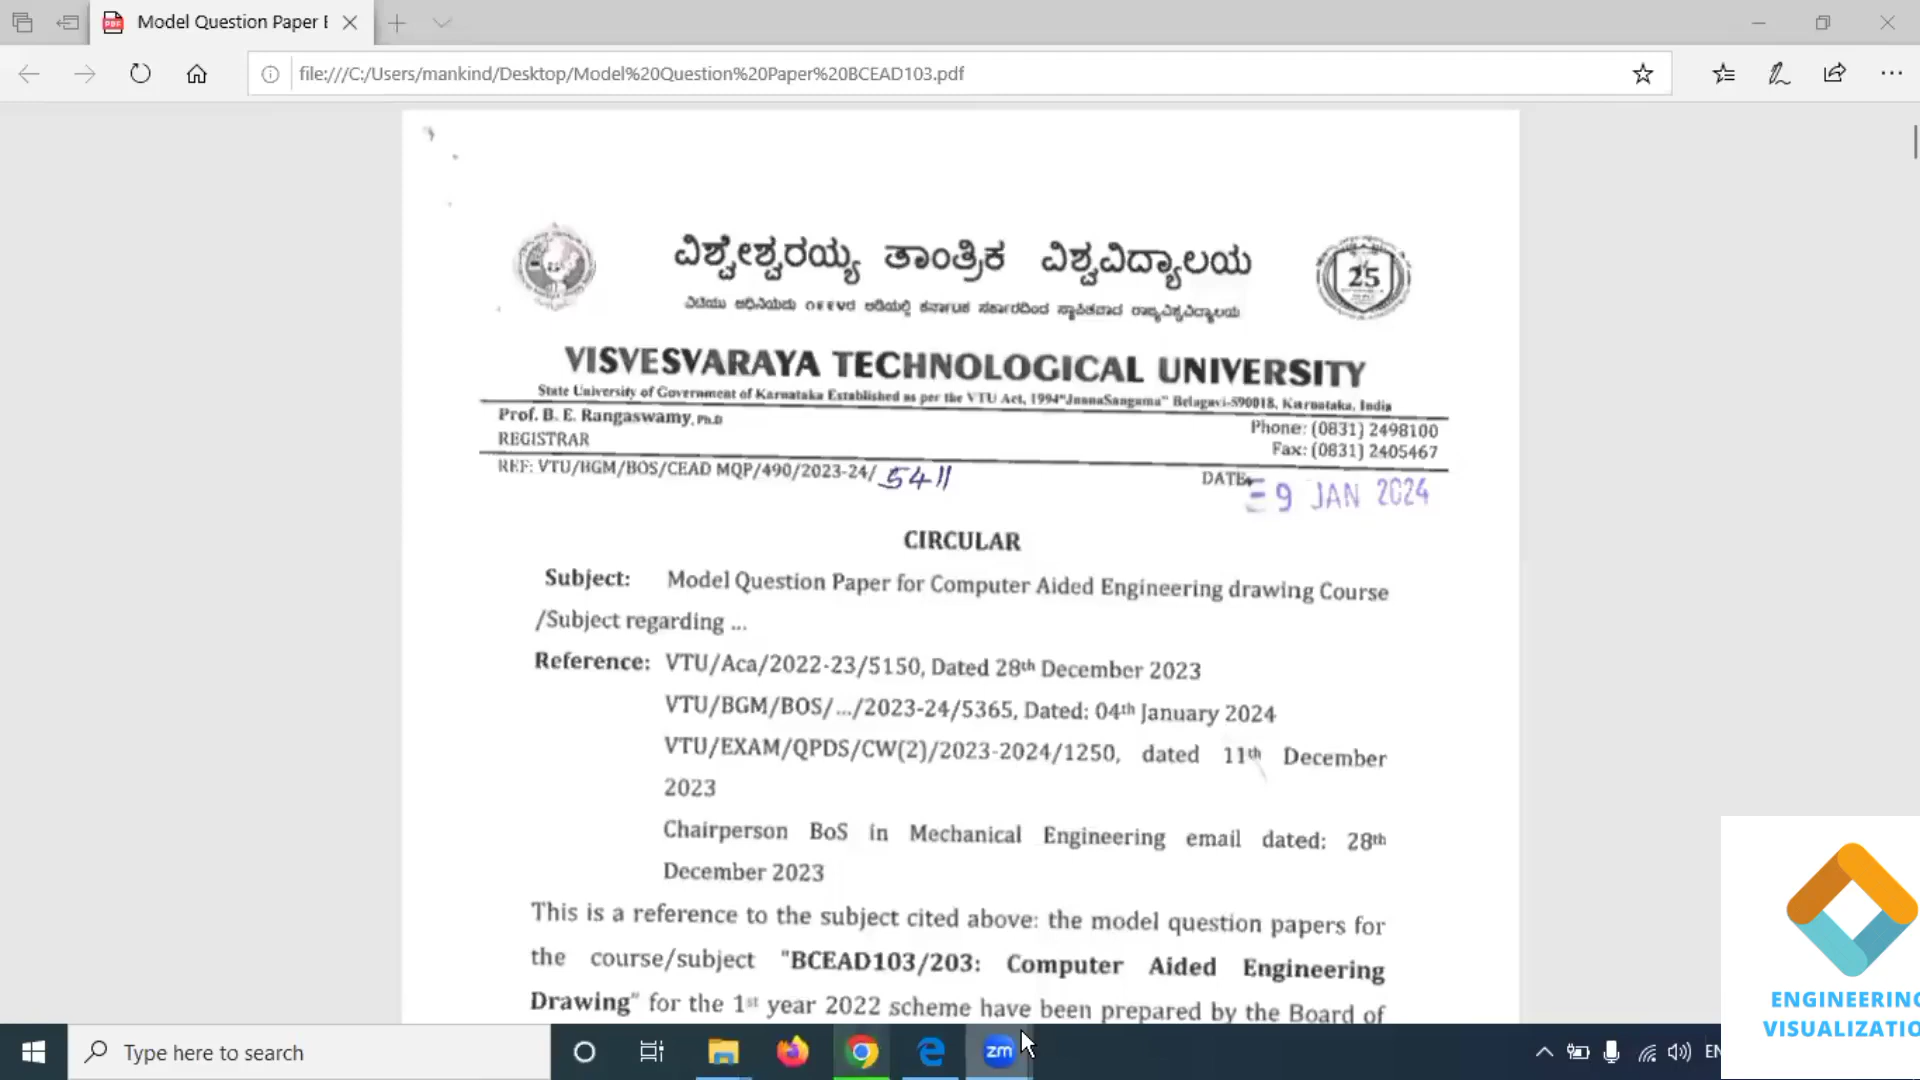 Model Question Paper E
file:///C:/Users/mankind/Desktop/Model%20Question%20Paper%20BCEAD103.pdf
ವಿಶ್ವೇಶ್ವರಯ್ಯ ತಾಂತ್ರಿಕ ವಿಶ್ವವಿದ್ಯಾಲಯ
25
VISVESVARAYA TECHNOLOGICAL UNIVERSITY
State University of Government of Karnataka Established as per the VTU Act, 1994"JnanaSangama" Belagavi-590018, Karnataka, India
Prof. B. E. Rangaswamy, Ph.D
REGISTRAR
Phone: (0831) 2498100
Fax: (0831) 2405467
REF: VTU/BGM/BOS/CEAD MQP/490/2023-24/ 5411
DATE: = 9 JAN 2024
CIRCULAR
Subject: Model Question Paper for Computer Aided Engineering drawing Course
/Subject regarding ...
Reference: VTU/Aca/2022-23/5150, Dated 28th December 2023
VTU/BGM/BOS/.../2023-24/5365, Dated: 04th January 2024
VTU/EXAM/QPDS/CW(2)/2023-2024/1250, dated 11th December
2023
Chairperson BoS in Mechanical Engineering email dated: 28th
December 2023
This is a reference to the subject cited above: the model question papers for
the course/subject "BCEAD103/203: Computer Aided Engineering
Drawing" for the 1st year 2022 scheme have been prepared by the Board of
ENGINEERING
VISUALIZATIO
Type here to search
zm
EN